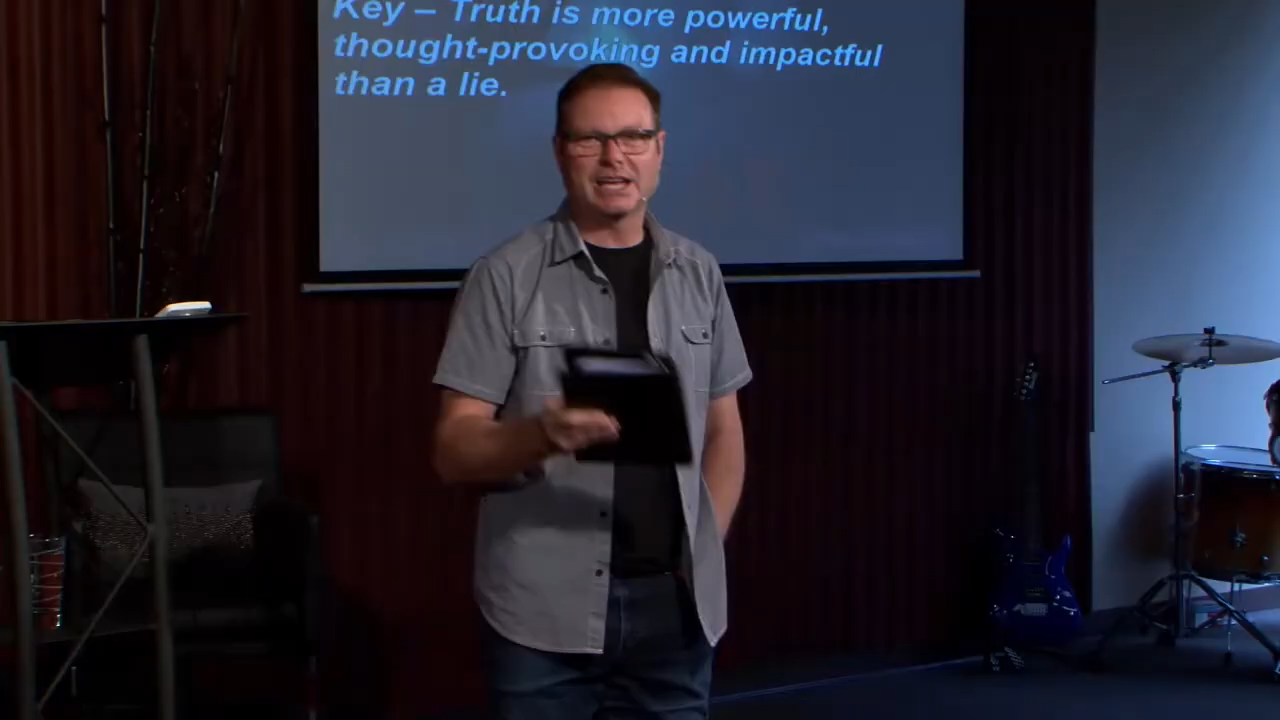 Key – Truth is more powerful,
thought-provoking and impactful
than a lie.